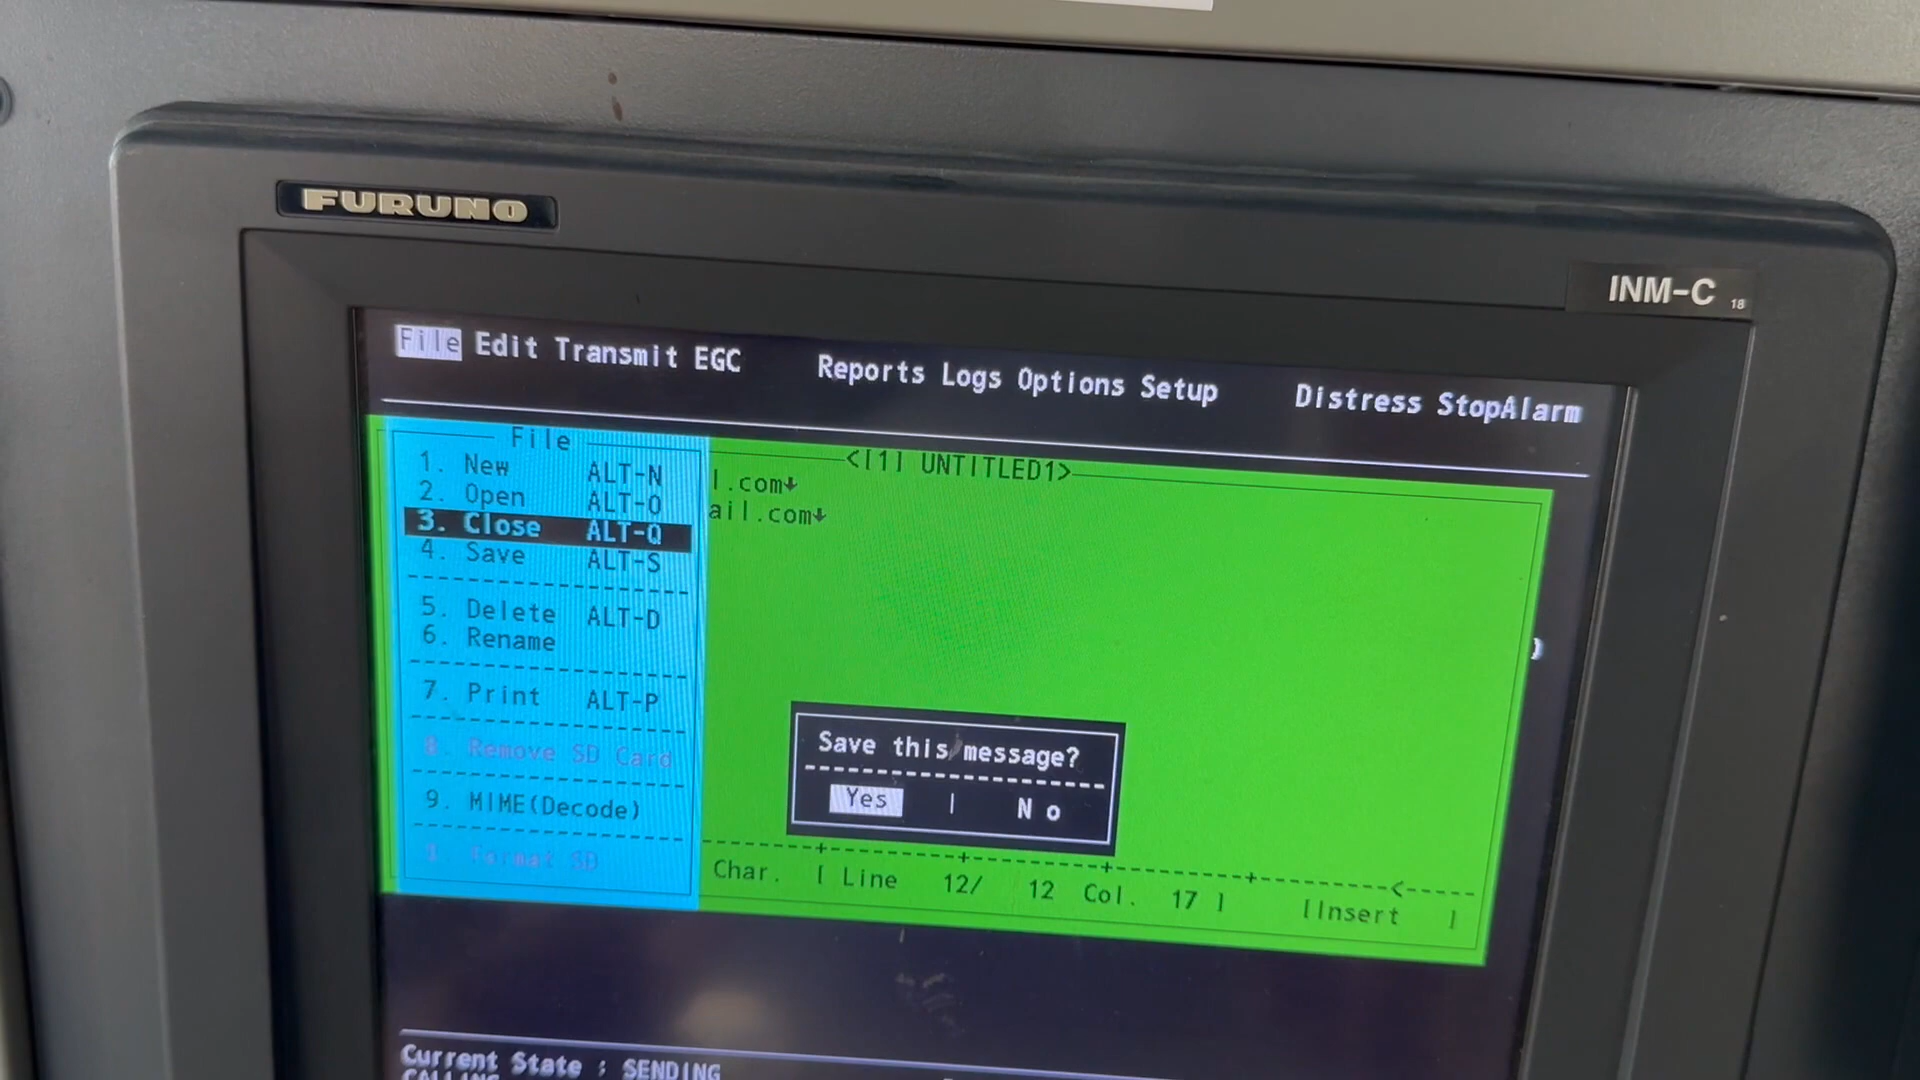 FURUNO
INM-C 18
File Edit Transmit EGC Reports Logs Options Setup Distress StopAlarm
File
1. New ALT-N
2. Open ALT-O
3. Close ALT-Q
4. Save ALT-S
5. Delete ALT-D
6. Rename
7. Print ALT-P
8. Remove SD Card
9. MIME(Decode)
Format SD
<[1] UNTITLED1>
l.com↓
ail.com↓
Save this message?
Yes | No
Char. [ Line 12/ 12 Col. 17 ] [Insert ]
Current State : SENDING
CALLING